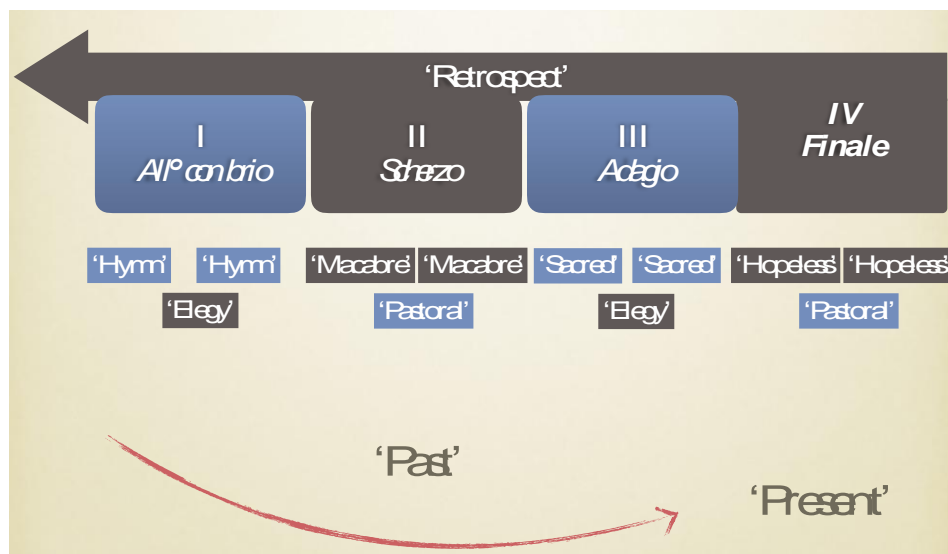 ‘Retrospect’
I
Allº con brio
II
Scherzo
III
Adagio
IV
Finale
‘Hymn’ ‘Hymn’ ‘Macabre’ ‘Macabre’ ‘Sacred’ ‘Sacred’ ‘Hopeless’ ‘Hopeless’
‘Elegy’ ‘Pastoral’ ‘Elegy’ ‘Pastoral’
‘Past’
‘Present’